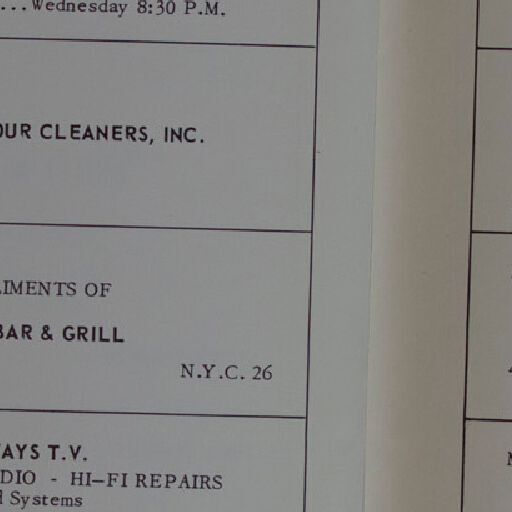 ...Wednesday 8:30 P.M.
OUR CLEANERS, INC.
LIMENTS OF
BAR & GRILL
N.Y.C. 26
AYS T.V.
DIO - HI-FI REPAIRS
Systems